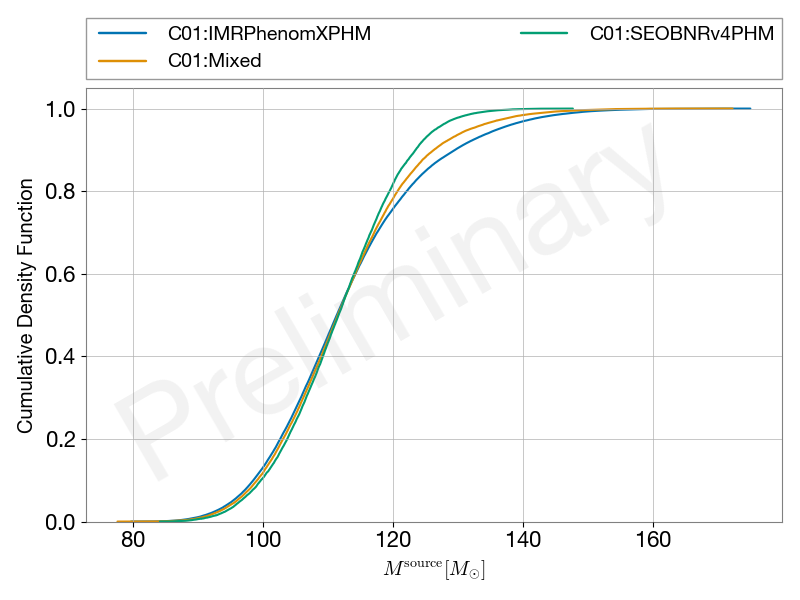 C01:IMRPhenomXPHM
C01:Mixed
C01:SEOBNRv4PHM
Cumulative Density Function
1.0
0.8
0.6
0.4
0.2
0.0
Preliminary
80 100 120 140 160
M^source [M_⊙]